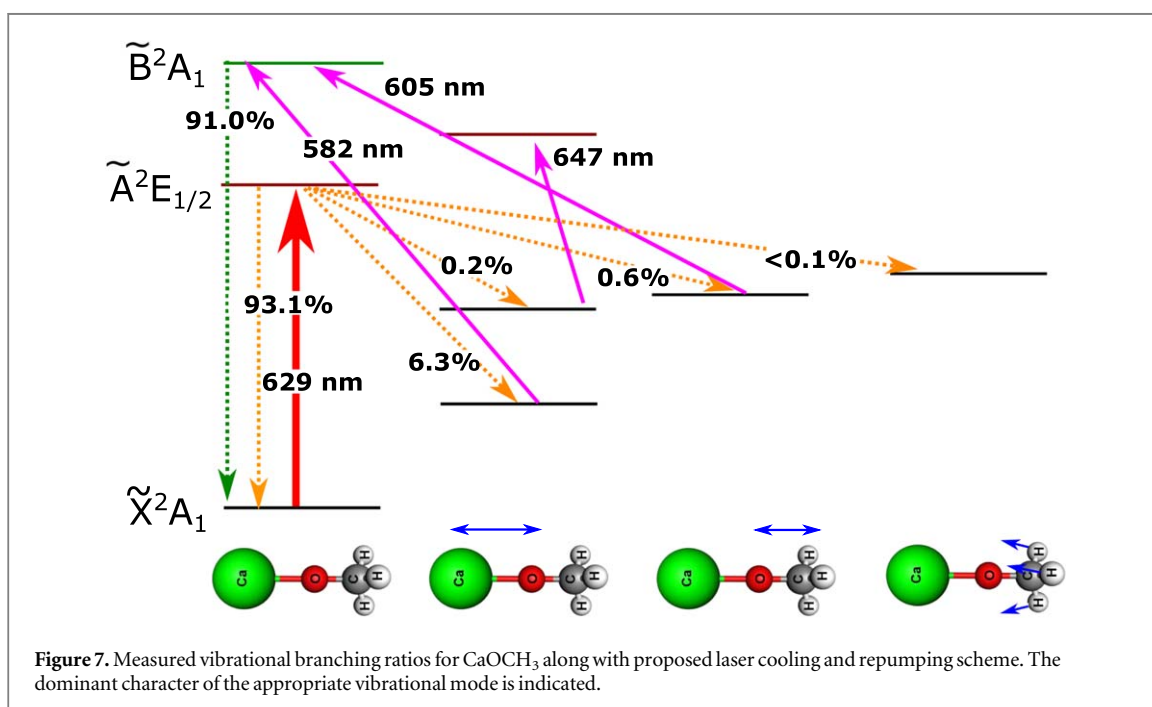 B̃²A₁
605 nm
91.0%
582 nm
647 nm
òE₁/₂
<0.1%
0.2%
0.6%
93.1%
6.3%
629 nm
X̃²A₁
Ca O C H H H
Ca O C H H H
Ca O C H H H
Ca O C H H H
Figure 7. Measured vibrational branching ratios for CaOCH₃ along with proposed laser cooling and repumping scheme. The
dominant character of the appropriate vibrational mode is indicated.